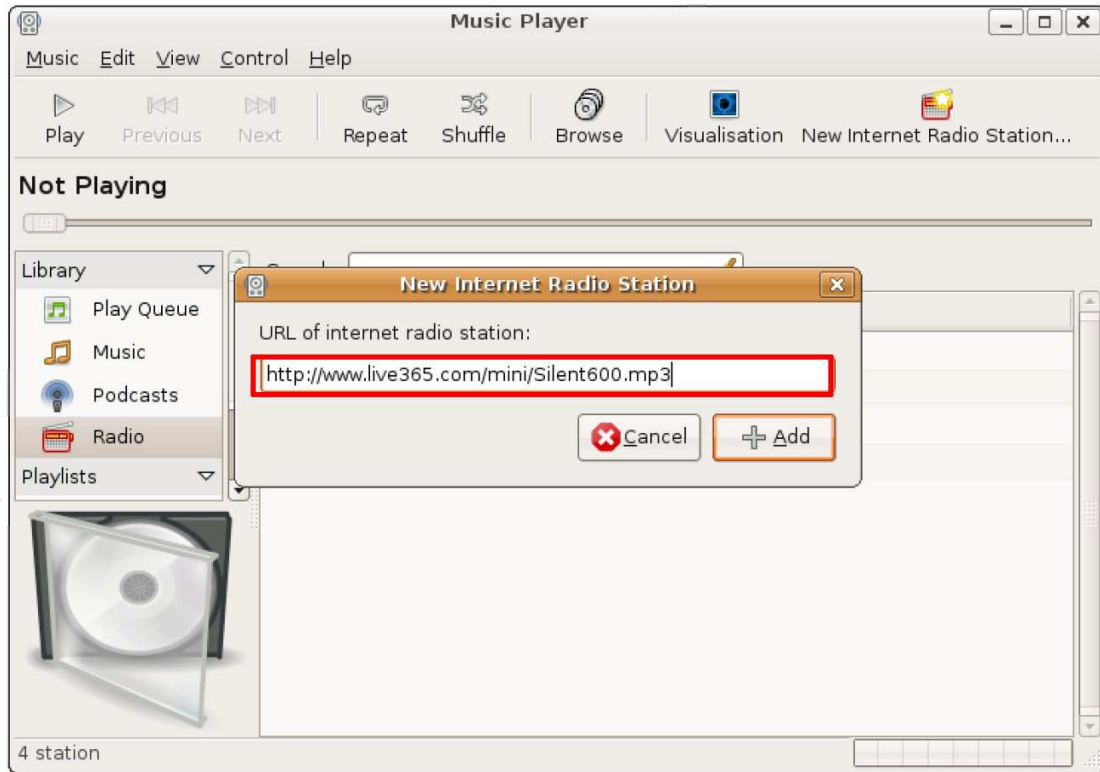 Music Player
Music Edit View Control Help
Play Previous Next Repeat Shuffle Browse Visualisation New Internet Radio Station...
Not Playing
Library
Play Queue
Music
Podcasts
Radio
Playlists
New Internet Radio Station
URL of internet radio station:
http://www.live365.com/mini/Silent600.mp3
Cancel Add
4 station